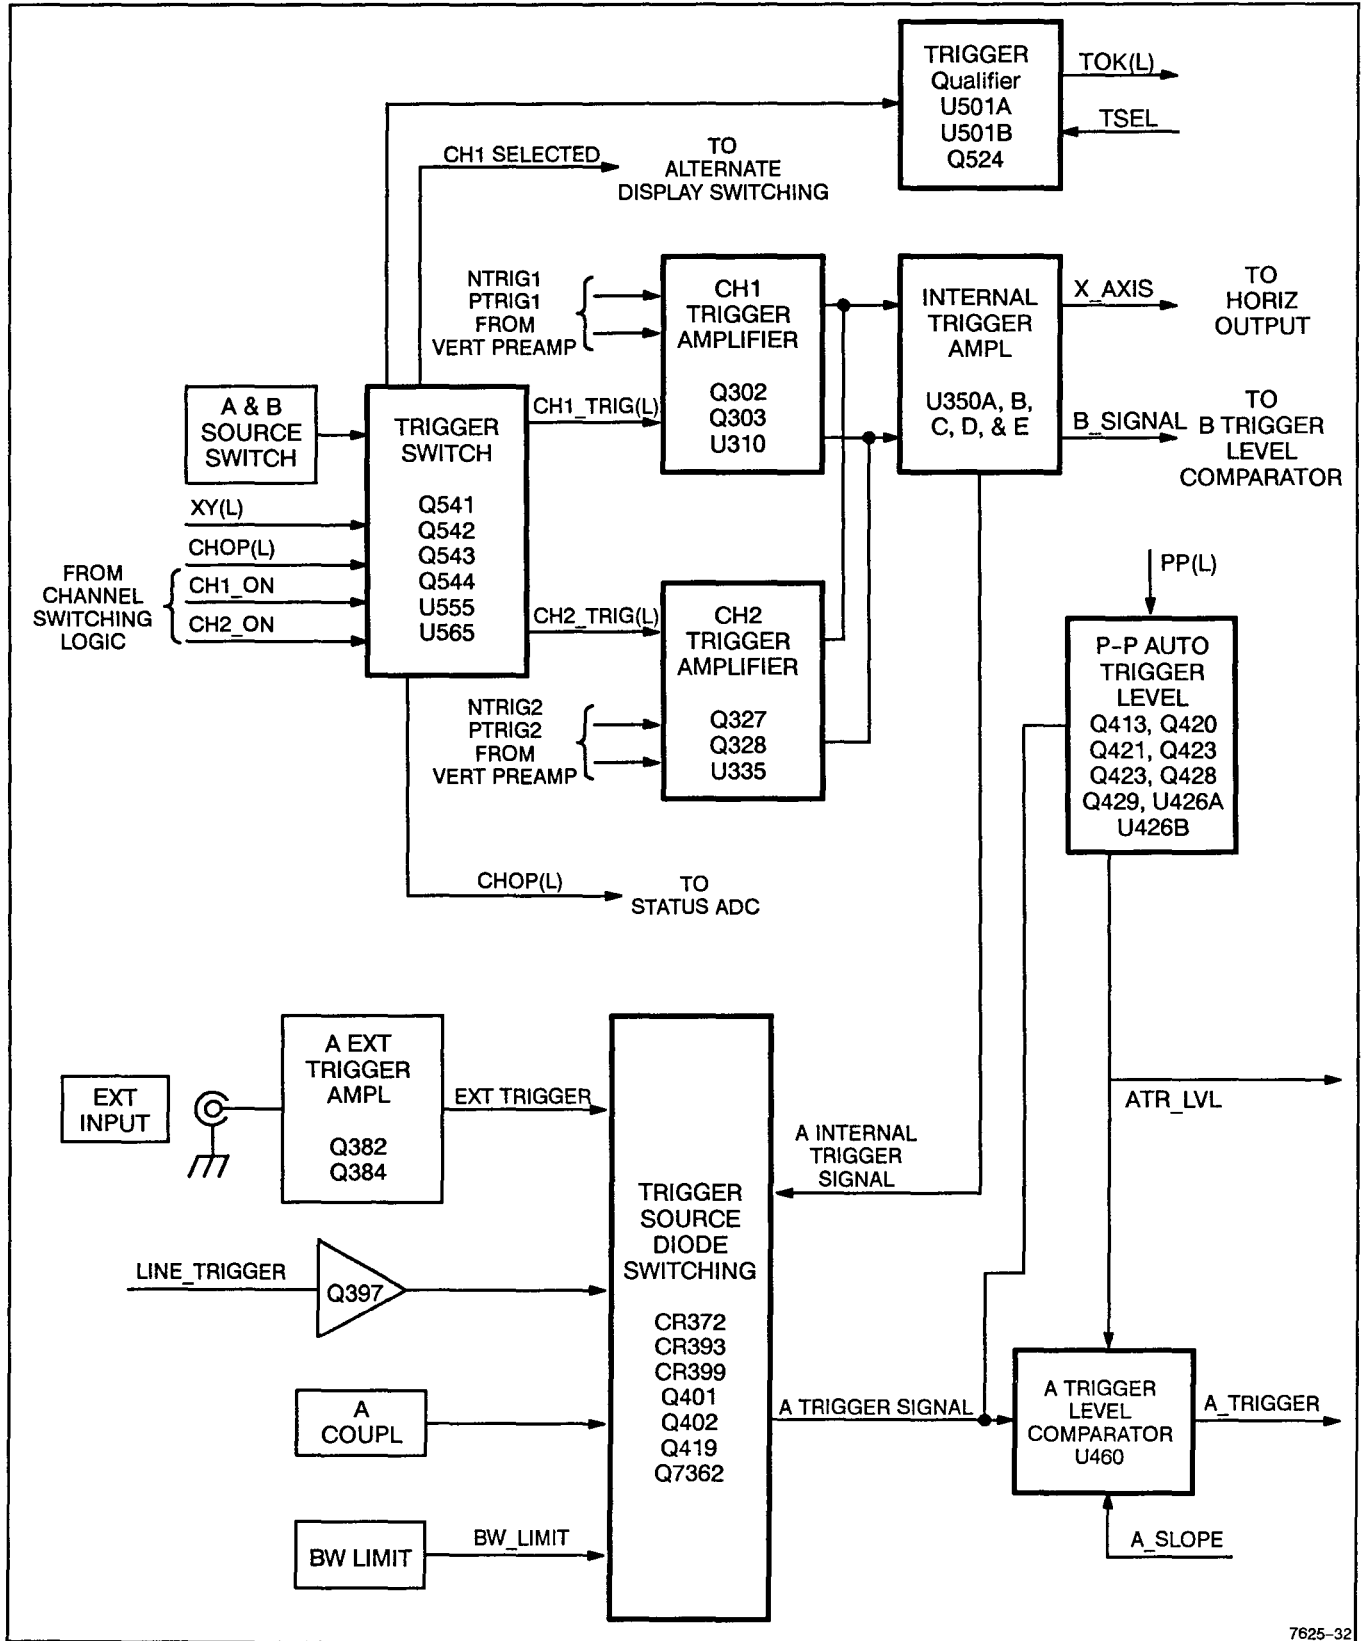 TRIGGER
Qualifier
U501A
U501B
Q524
TOK(L)
TSEL
CH1 SELECTED
TO
ALTERNATE
DISPLAY SWITCHING
NTRIG1
PTRIG1
FROM
VERT PREAMP
CH1
TRIGGER
AMPLIFIER
Q302
Q303
U310
INTERNAL
TRIGGER
AMPL
U350A, B,
C, D, & E
X_AXIS
TO
HORIZ
OUTPUT
B_SIGNAL
TO
B TRIGGER
LEVEL
COMPARATOR
A & B
SOURCE
SWITCH
XY(L)
CHOP(L)
CH1_ON
CH2_ON
FROM
CHANNEL
SWITCHING
LOGIC
TRIGGER
SWITCH
Q541
Q542
Q543
Q544
U555
U565
CH1_TRIG(L)
CH2_TRIG(L)
CH2
TRIGGER
AMPLIFIER
Q327
Q328
U335
NTRIG2
PTRIG2
FROM
VERT PREAMP
PP(L)
P-P AUTO
TRIGGER
LEVEL
Q413, Q420
Q421, Q423
Q423, Q428
Q429, U426A
U426B
CHOP(L)
TO
STATUS ADC
EXT
INPUT
A EXT
TRIGGER
AMPL
Q382
Q384
EXT TRIGGER
LINE_TRIGGER
Q397
A
COUPL
BW LIMIT
BW_LIMIT
TRIGGER
SOURCE
DIODE
SWITCHING
CR372
CR393
CR399
Q401
Q402
Q419
Q7362
A INTERNAL
TRIGGER
SIGNAL
ATR_LVL
A TRIGGER SIGNAL
A TRIGGER
LEVEL
COMPARATOR
U460
A_TRIGGER
A_SLOPE
7625-32